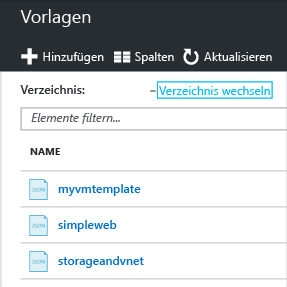 Vorlagen
Hinzufügen Spalten Aktualisieren
Verzeichnis: – Verzeichnis wechseln
Elemente filtern...
NAME
JSON myvmtemplate
JSON simpleweb
JSON storageandvnet